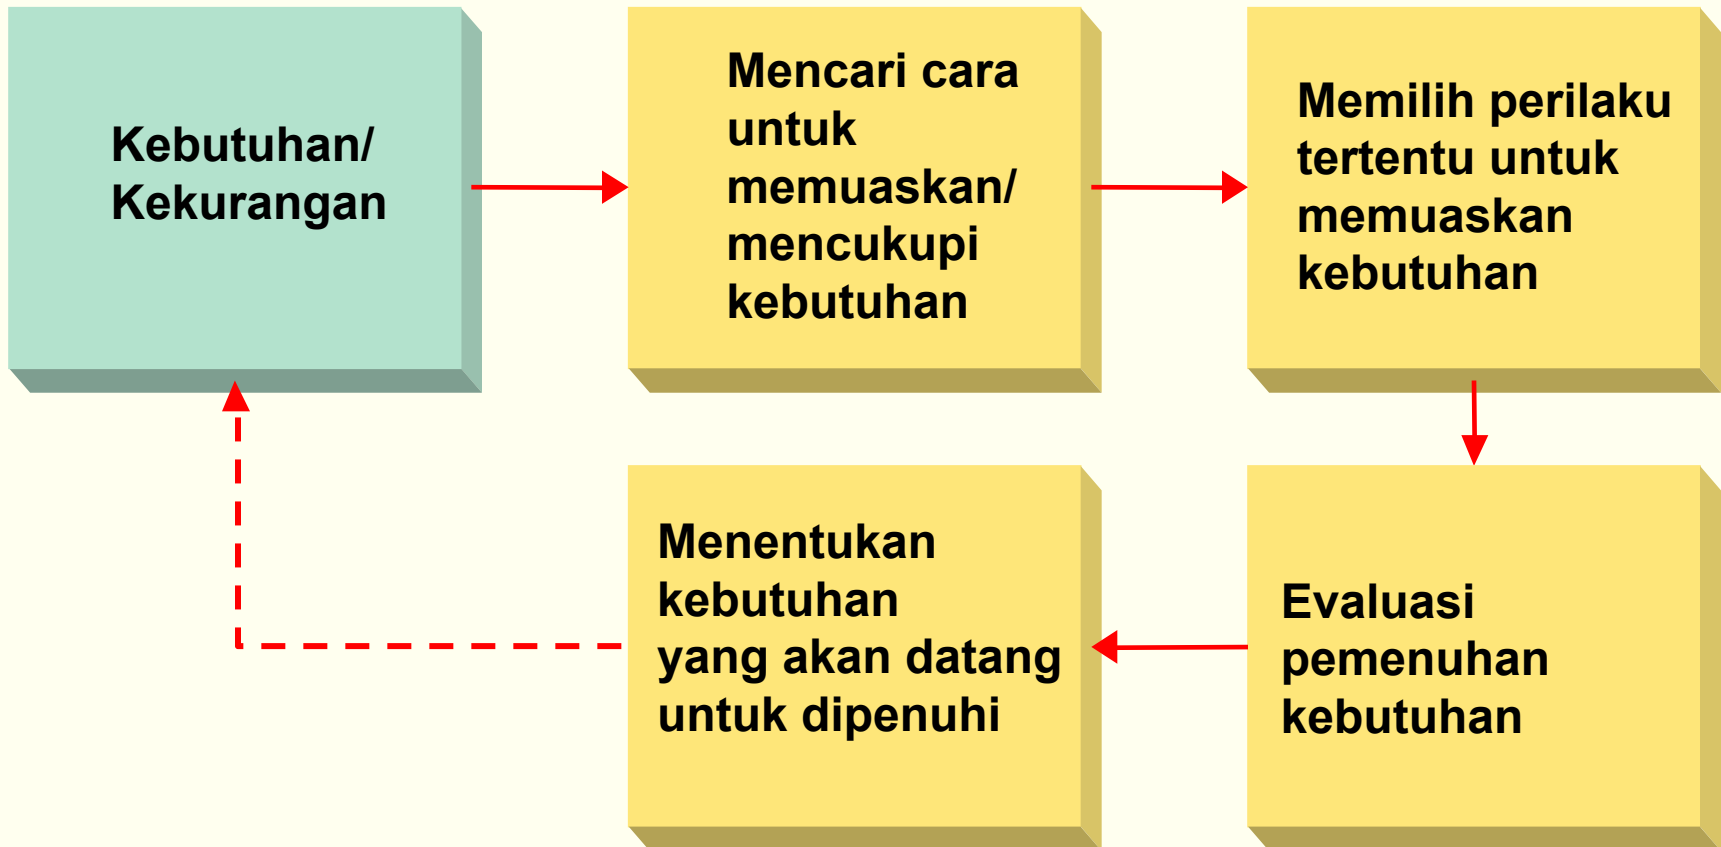 Kebutuhan/
Kekurangan
Mencari cara
untuk
memuaskan/
mencukupi
kebutuhan
Memilih perilaku
tertentu untuk
memuaskan
kebutuhan
Evaluasi
pemenuhan
kebutuhan
Menentukan
kebutuhan
yang akan datang
untuk dipenuhi